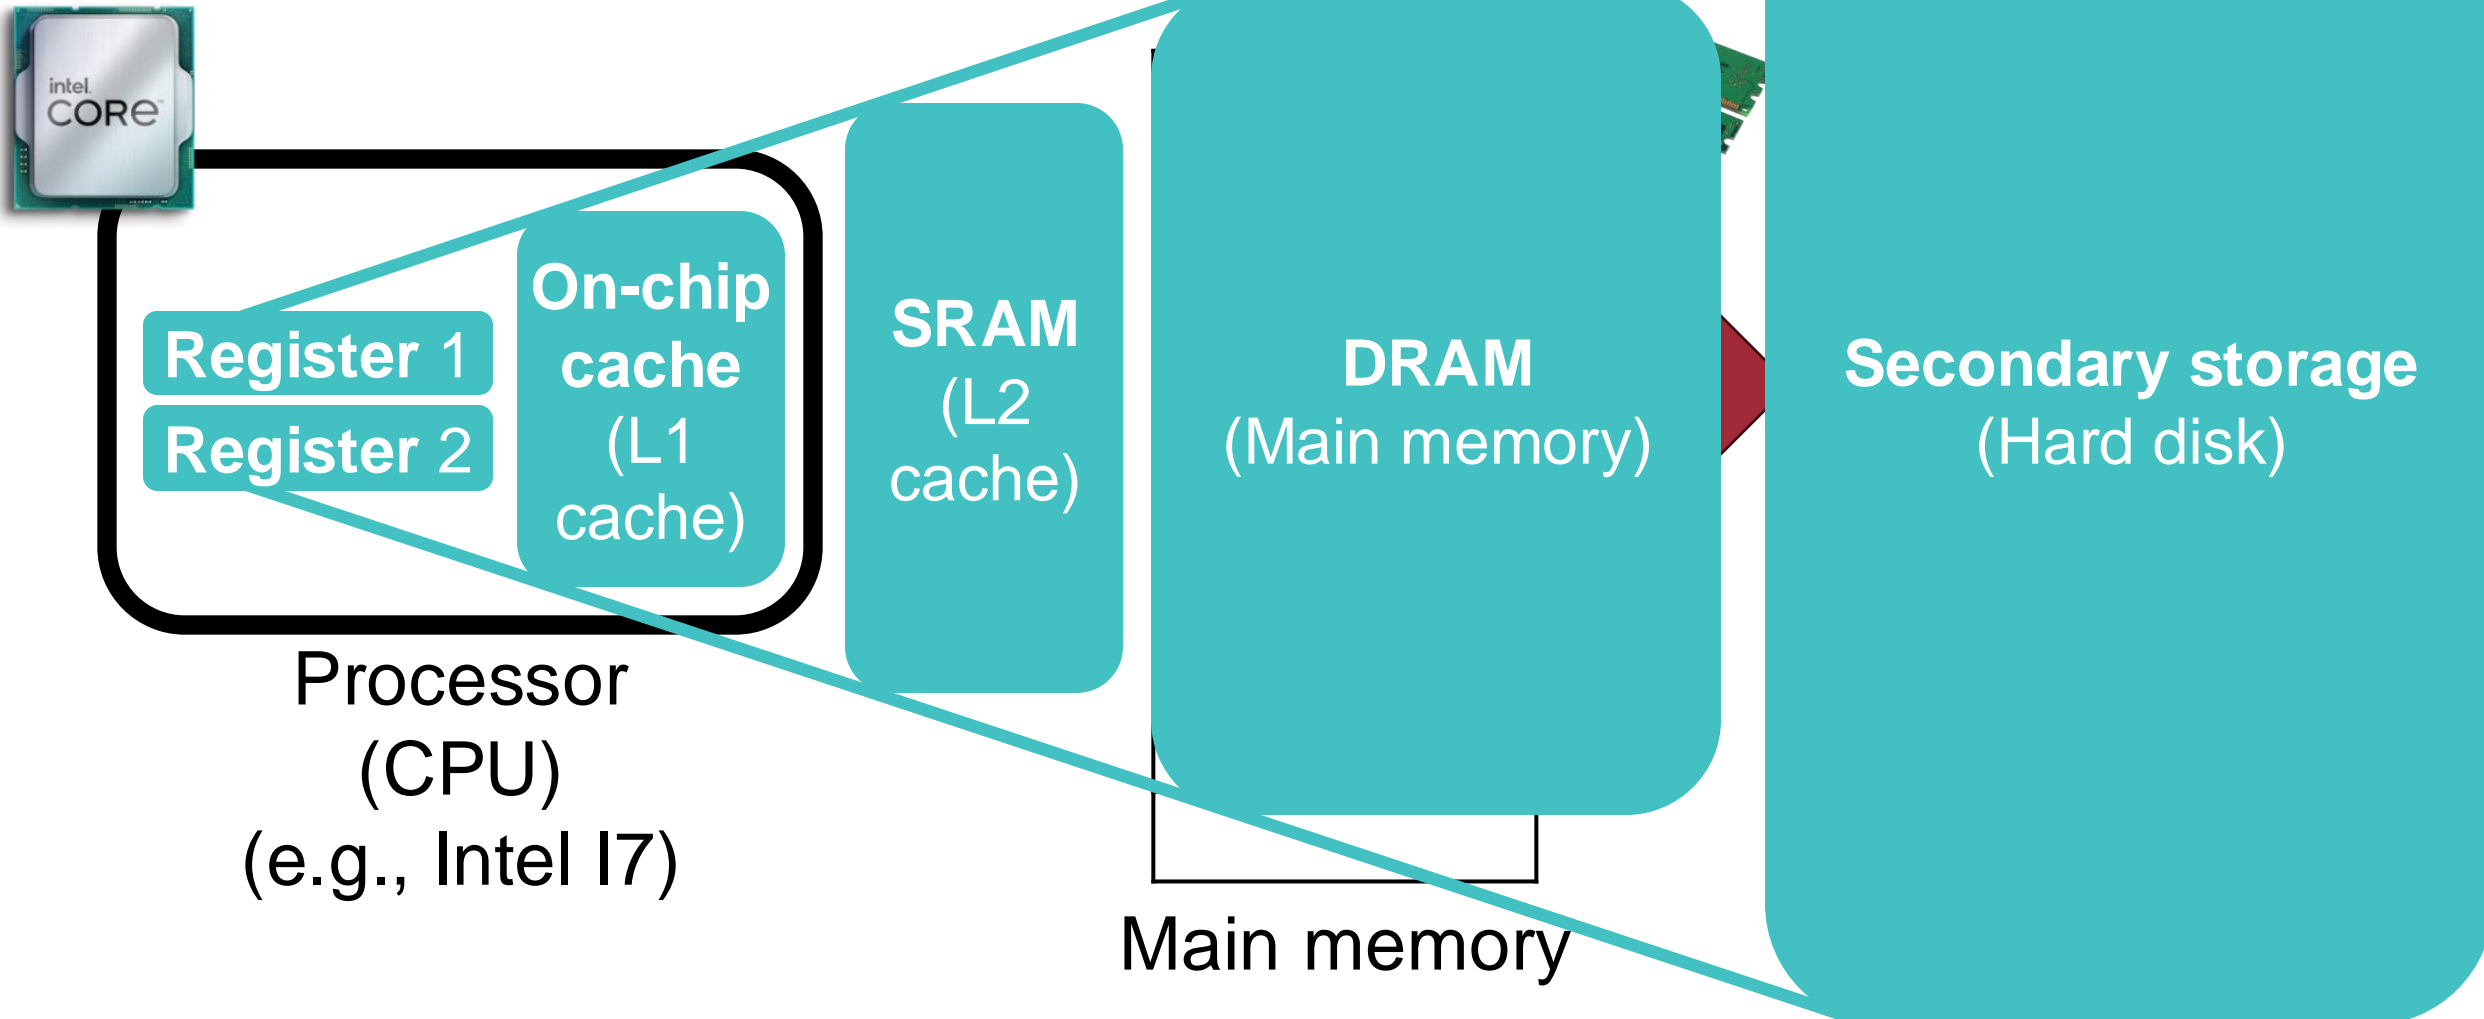 intel.
CORE
Register 1
Register 2
On-chip
cache
(L1
cache)
SRAM
(L2
cache)
DRAM
(Main memory)
Secondary storage
(Hard disk)
Processor
(CPU)
(e.g., Intel I7)
Main memory